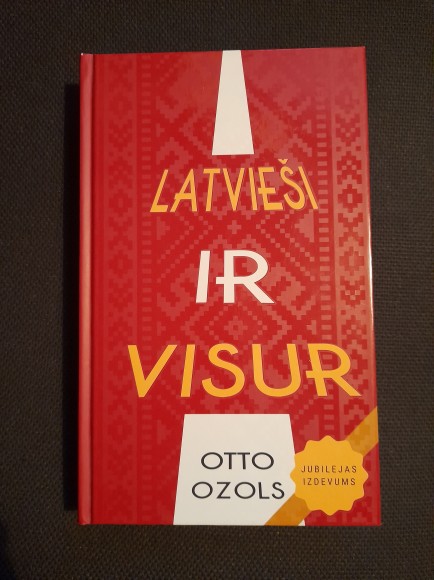 LATVIEŠI
IR
VISUR
OTTO
OZOLS
JUBILEJAS
IZDEVUMS